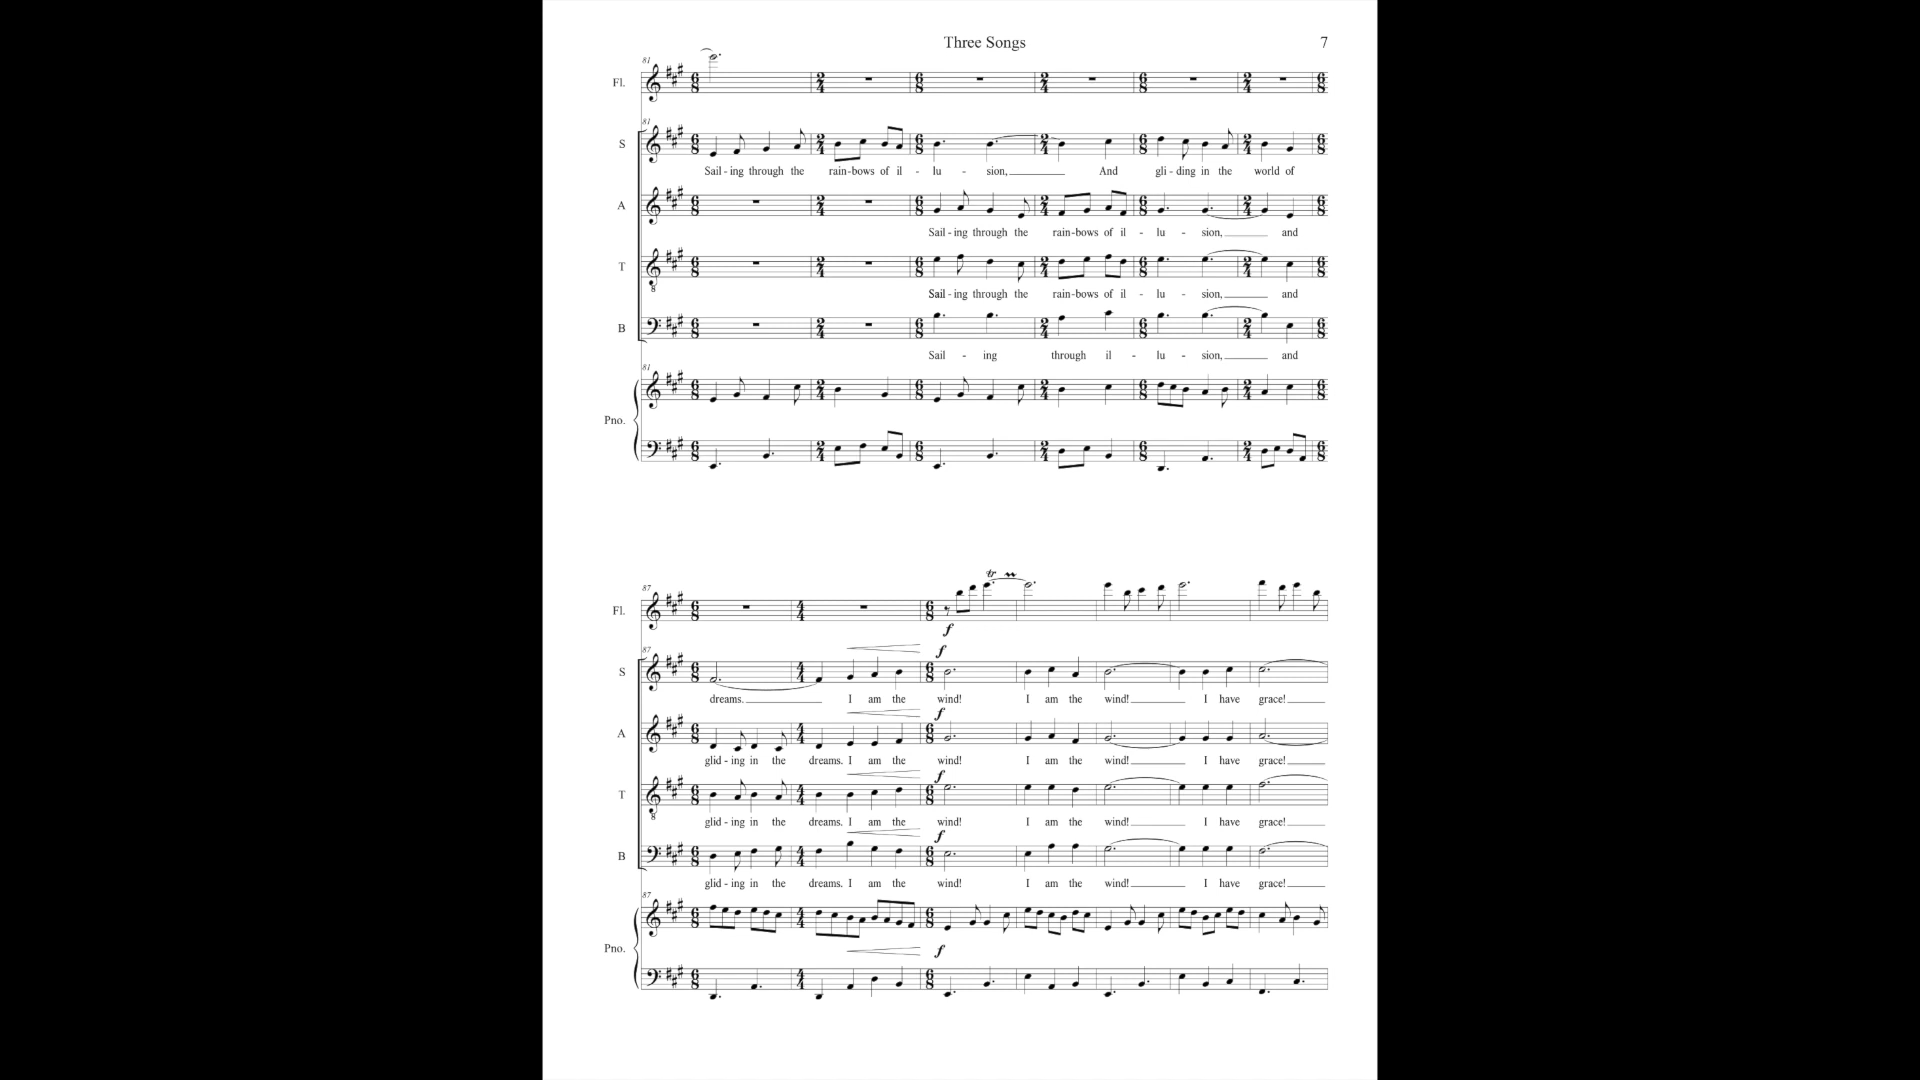 Three Songs 7
81
Fl.
81
S
Sail - ing through the rain-bows of il - lu - sion, And gli - ding in the world of
A
Sail - ing through the rain-bows of il - lu - sion, and
T
Sail - ing through the rain-bows of il - lu - sion, and
B
Sail - ing through il - lu - sion, and
81
Pno.
87
Fl.
tr
f
87
f
S
dreams. I am the wind! I am the wind! I have grace!
f
A
glid - ing in the dreams. I am the wind! I am the wind! I have grace!
f
T
glid - ing in the dreams. I am the wind! I am the wind! I have grace!
f
B
glid - ing in the dreams. I am the wind! I am the wind! I have grace!
87
Pno.
f